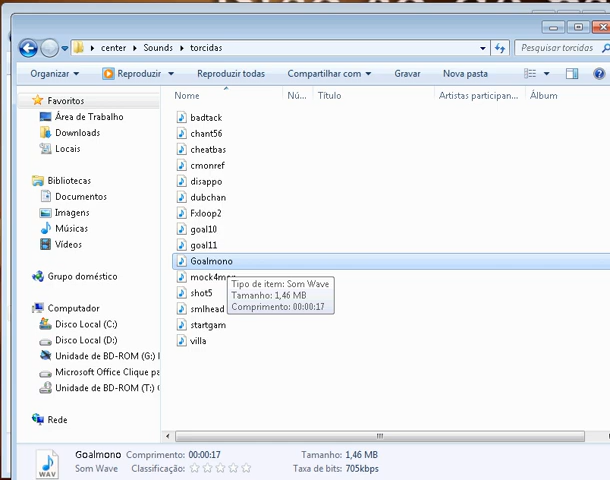 center ▸ Sounds ▸ torcidas
Pesquisar torcidas
Organizar Reproduzir Reproduzir todas Compartilhar com Gravar Nova pasta
Nome Nú... Título Artistas participan... Álbum
Favoritos
Área de Trabalho
Downloads
Locais
Bibliotecas
Documentos
Imagens
Músicas
Vídeos
Grupo doméstico
Computador
Disco Local (C:)
Disco Local (D:)
Unidade de BD-ROM (G:)
Microsoft Office Clique pa
Unidade de BD-ROM (T:)
Rede
badtack
chant56
cheatbas
cmonref
disappo
dubchan
Fxloop2
goal10
goal11
Goalmono
mock4mon
shot5
smlhead
startgam
villa
Tipo de item: Som Wave
Tamanho: 1,46 MB
Comprimento: 00:00:17
WAV
Goalmono Comprimento: 00:00:17 Tamanho: 1,46 MB
Som Wave Classificação: Taxa de bits: 705kbps